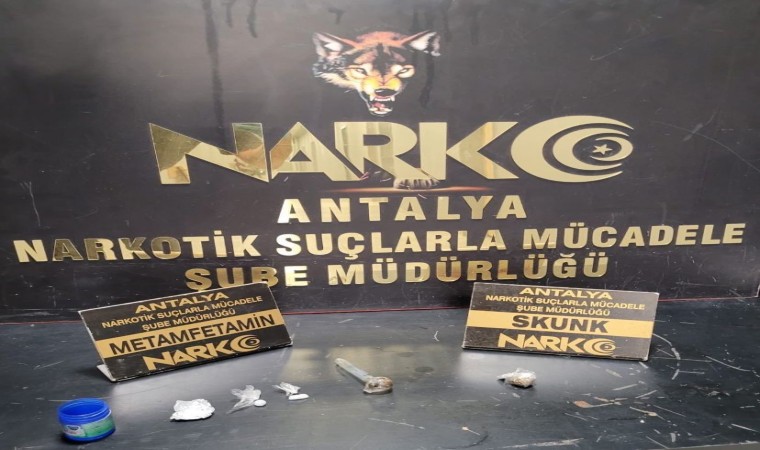 NARKO
ANTALYA
NARKOTİK SUÇLARLA MÜCADELE
ŞUBE MÜDÜRLÜĞÜ
ANTALYA
NARKOTİK SUÇLARLA MÜCADELE
ŞUBE MÜDÜRLÜĞÜ
METAMFETAMİN
NARKO
ANTALYA
NARKOTİK SUÇLARLA MÜCADELE
ŞUBE MÜDÜRLÜĞÜ
SKUNK
NARKO